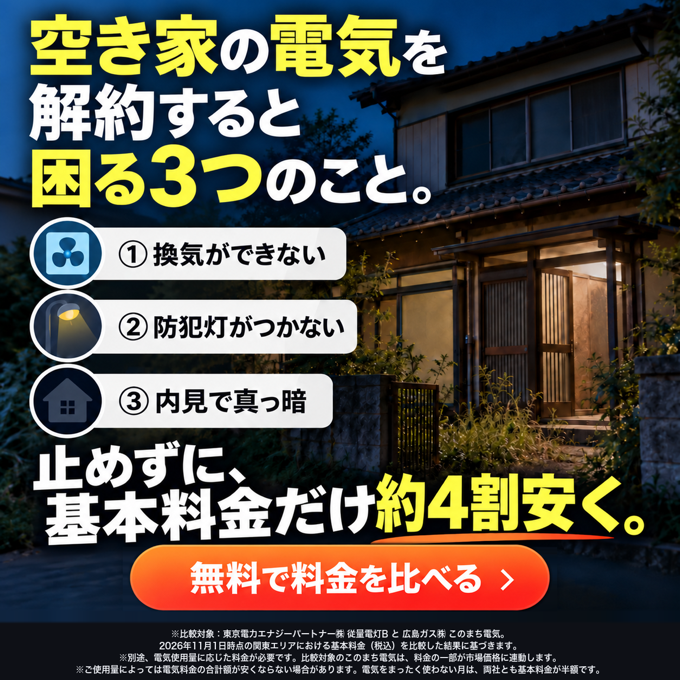 空き家の電気を
解約すると
困る3つのこと。
① 換気ができない
② 防犯灯がつかない
③ 内見で真っ暗
止めずに、
基本料金だけ約4割安く。
無料で料金を比べる
※比較対象：東京電力エナジーパートナー㈱ 従量電灯B と 広島ガス㈱ このまち電気。
2026年11月1日時点の関東エリアにおける基本料金（税込）を比較した結果に基づきます。
※別途、電気使用量に応じた料金が必要です。比較対象のこのまち電気は、料金の一部が市場価格に連動します。
※ご使用量によっては電気料金の合計額が安くならない場合があります。電気をまったく使わない月は、両社とも基本料金が半額です。